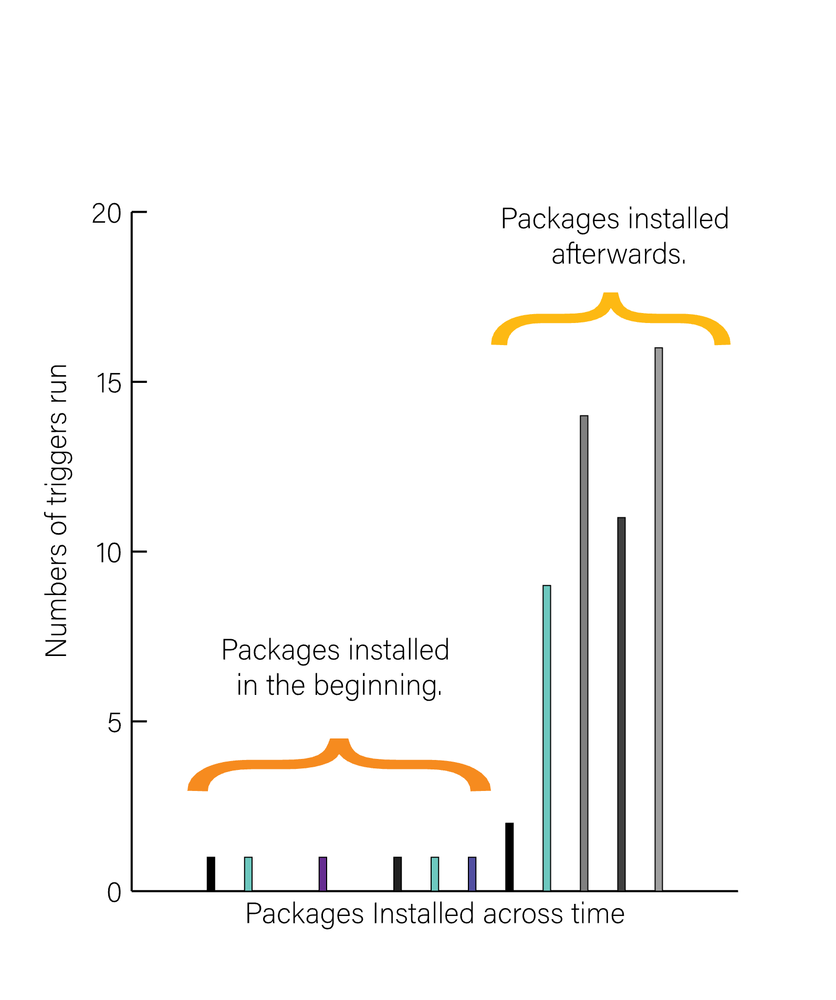 20
Packages installed
afterwards.
15
Numbers of triggers run
10
Packages installed
in the beginning.
5
0
Packages Installed across time